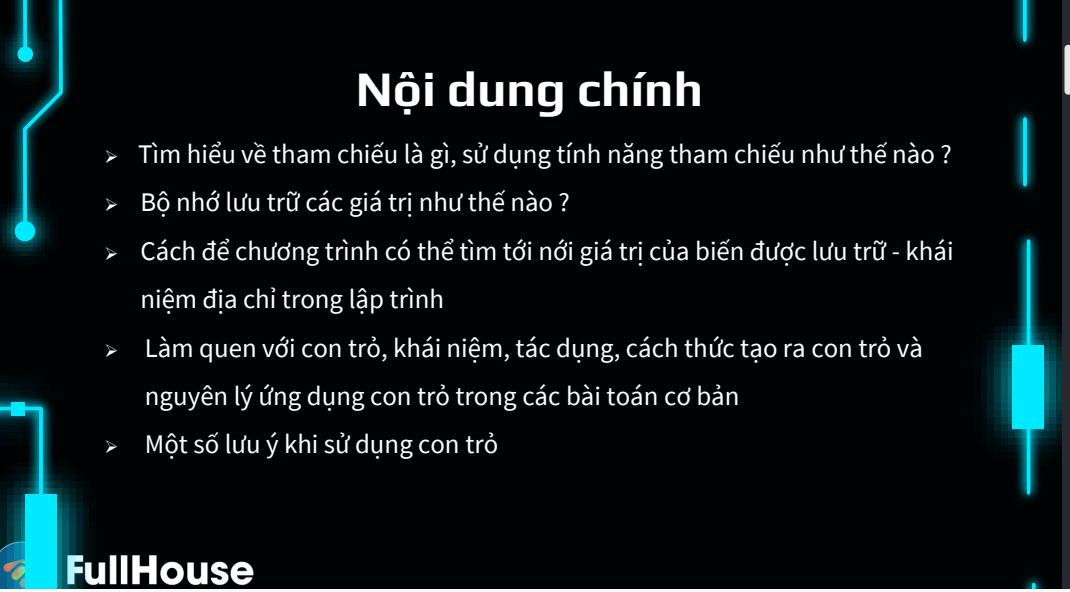 Nội dung chính
➢ Tìm hiểu về tham chiếu là gì, sử dụng tính năng tham chiếu như thế nào ?
➢ Bộ nhớ lưu trữ các giá trị như thế nào ?
➢ Cách để chương trình có thể tìm tới nới giá trị của biến được lưu trữ - khái
niệm địa chỉ trong lập trình
➢ Làm quen với con trỏ, khái niệm, tác dụng, cách thức tạo ra con trỏ và
nguyên lý ứng dụng con trỏ trong các bài toán cơ bản
➢ Một số lưu ý khi sử dụng con trỏ
FullHouse